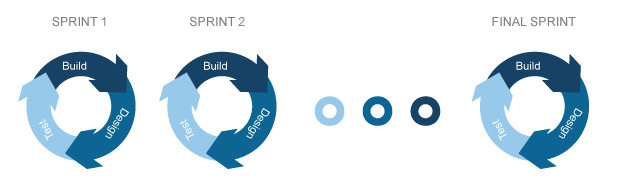 SPRINT 1
SPRINT 2
FINAL SPRINT
Build
Design
Test
Build
Design
Test
Build
Design
Test